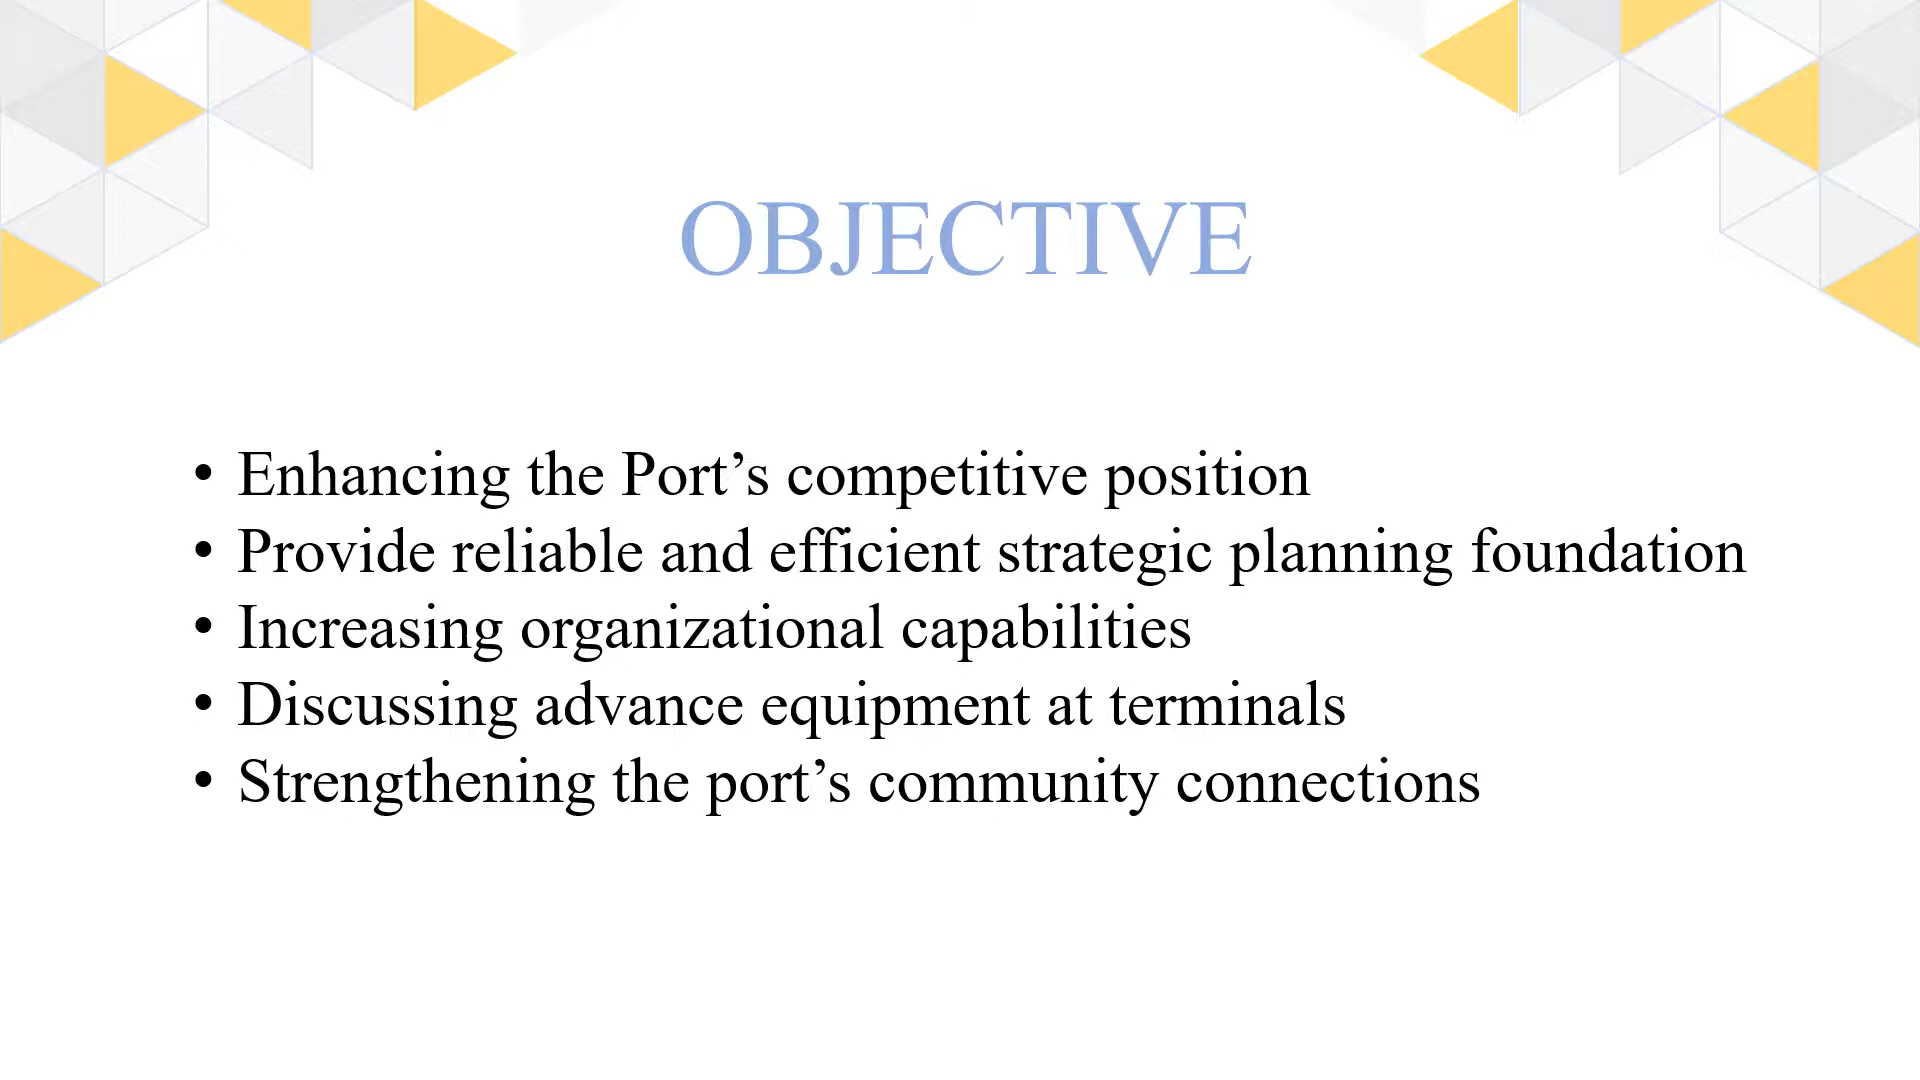 OBJECTIVE
• Enhancing the Port’s competitive position
• Provide reliable and efficient strategic planning foundation
• Increasing organizational capabilities
• Discussing advance equipment at terminals
• Strengthening the port’s community connections